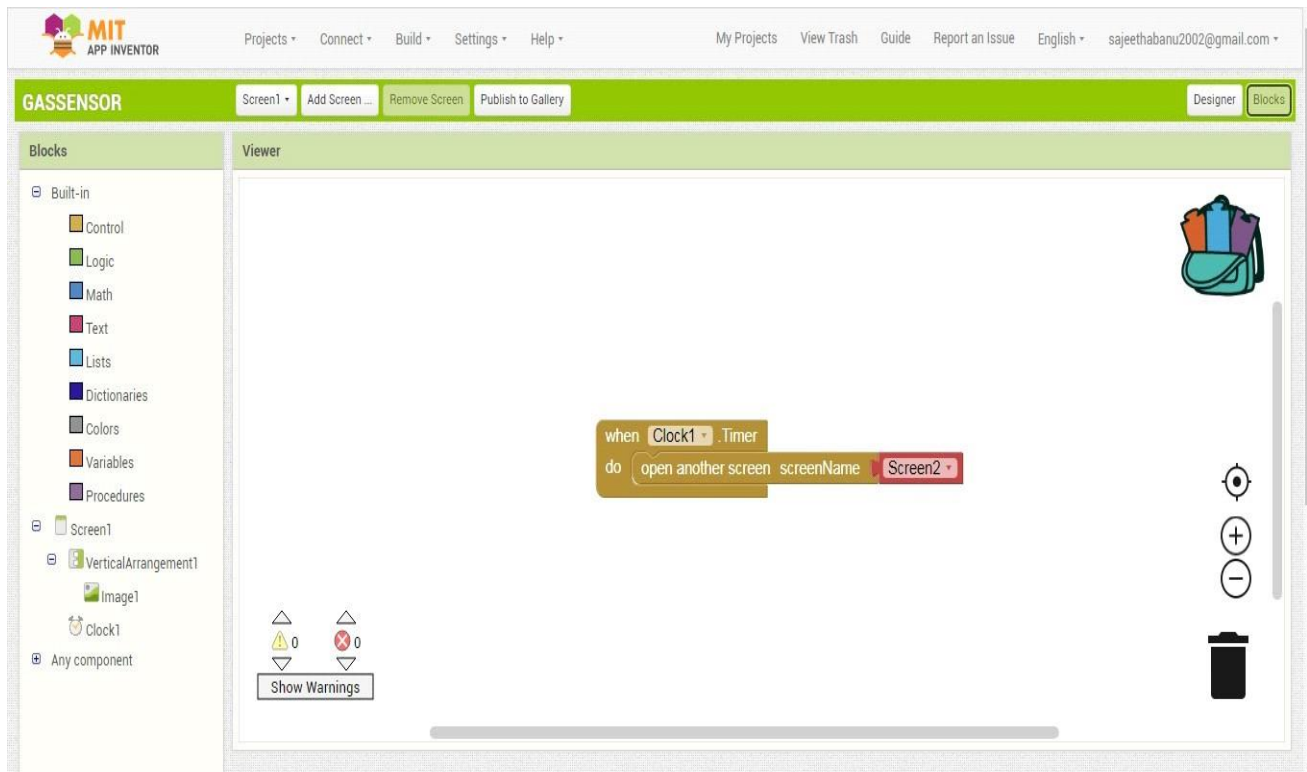 MIT
APP INVENTOR
Projects Connect Build Settings Help My Projects View Trash Guide Report an Issue English sajeethabanu2002@gmail.com
GASSENSOR Screen1 Add Screen ... Remove Screen Publish to Gallery Designer Blocks
Blocks
Viewer
Built-in
Control
Logic
Math
Text
Lists
Dictionaries
Colors
Variables
Procedures
Screen1
VerticalArrangement1
Image1
Clock1
Any component
when Clock1 .Timer
do open another screen screenName Screen2
0 0
Show Warnings